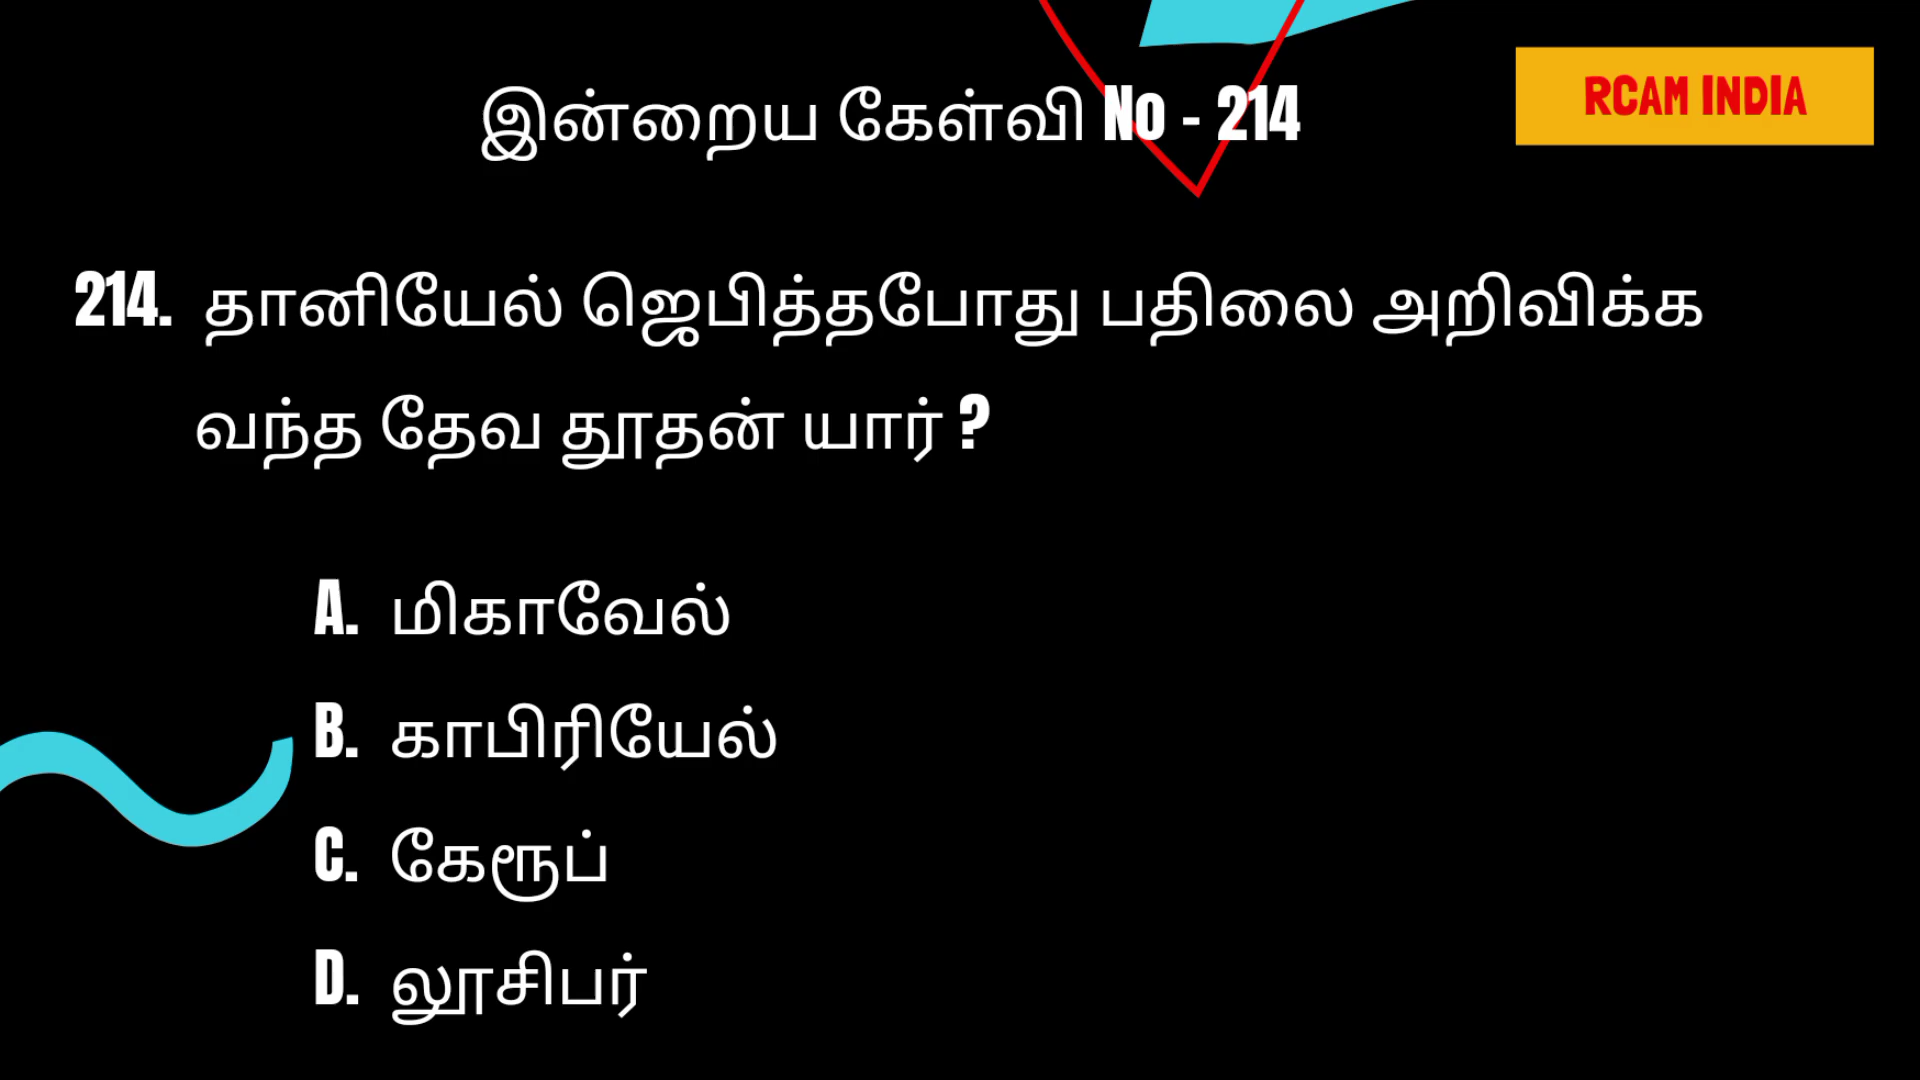 இன்றைய கேள்வி No - 214
RCAM INDIA
214. தானியேல் ஜெபித்தபோது பதிலை அறிவிக்க
வந்த தேவ தூதன் யார் ?
A. மிகாவேல்
B. காபிரியேல்
C. கேரூப்
D. லூசிபர்